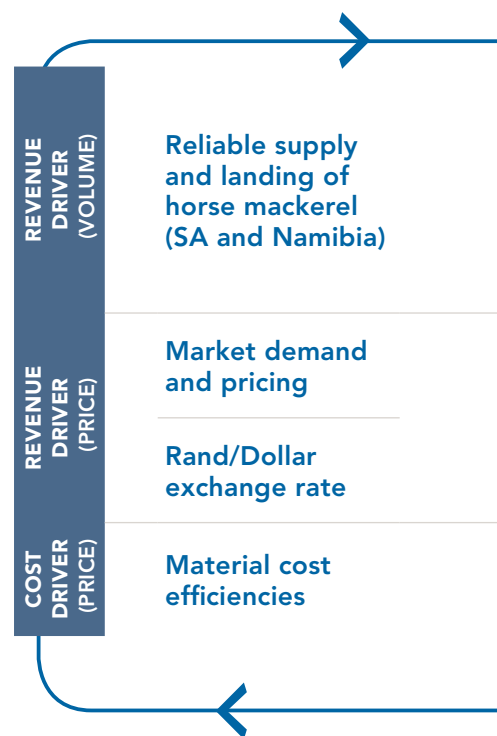 REVENUE
DRIVER
(VOLUME)
Reliable supply
and landing of
horse mackerel
(SA and Namibia)
REVENUE
DRIVER
(PRICE)
Market demand
and pricing
Rand/Dollar
exchange rate
COST
DRIVER
(PRICE)
Material cost
efficiencies